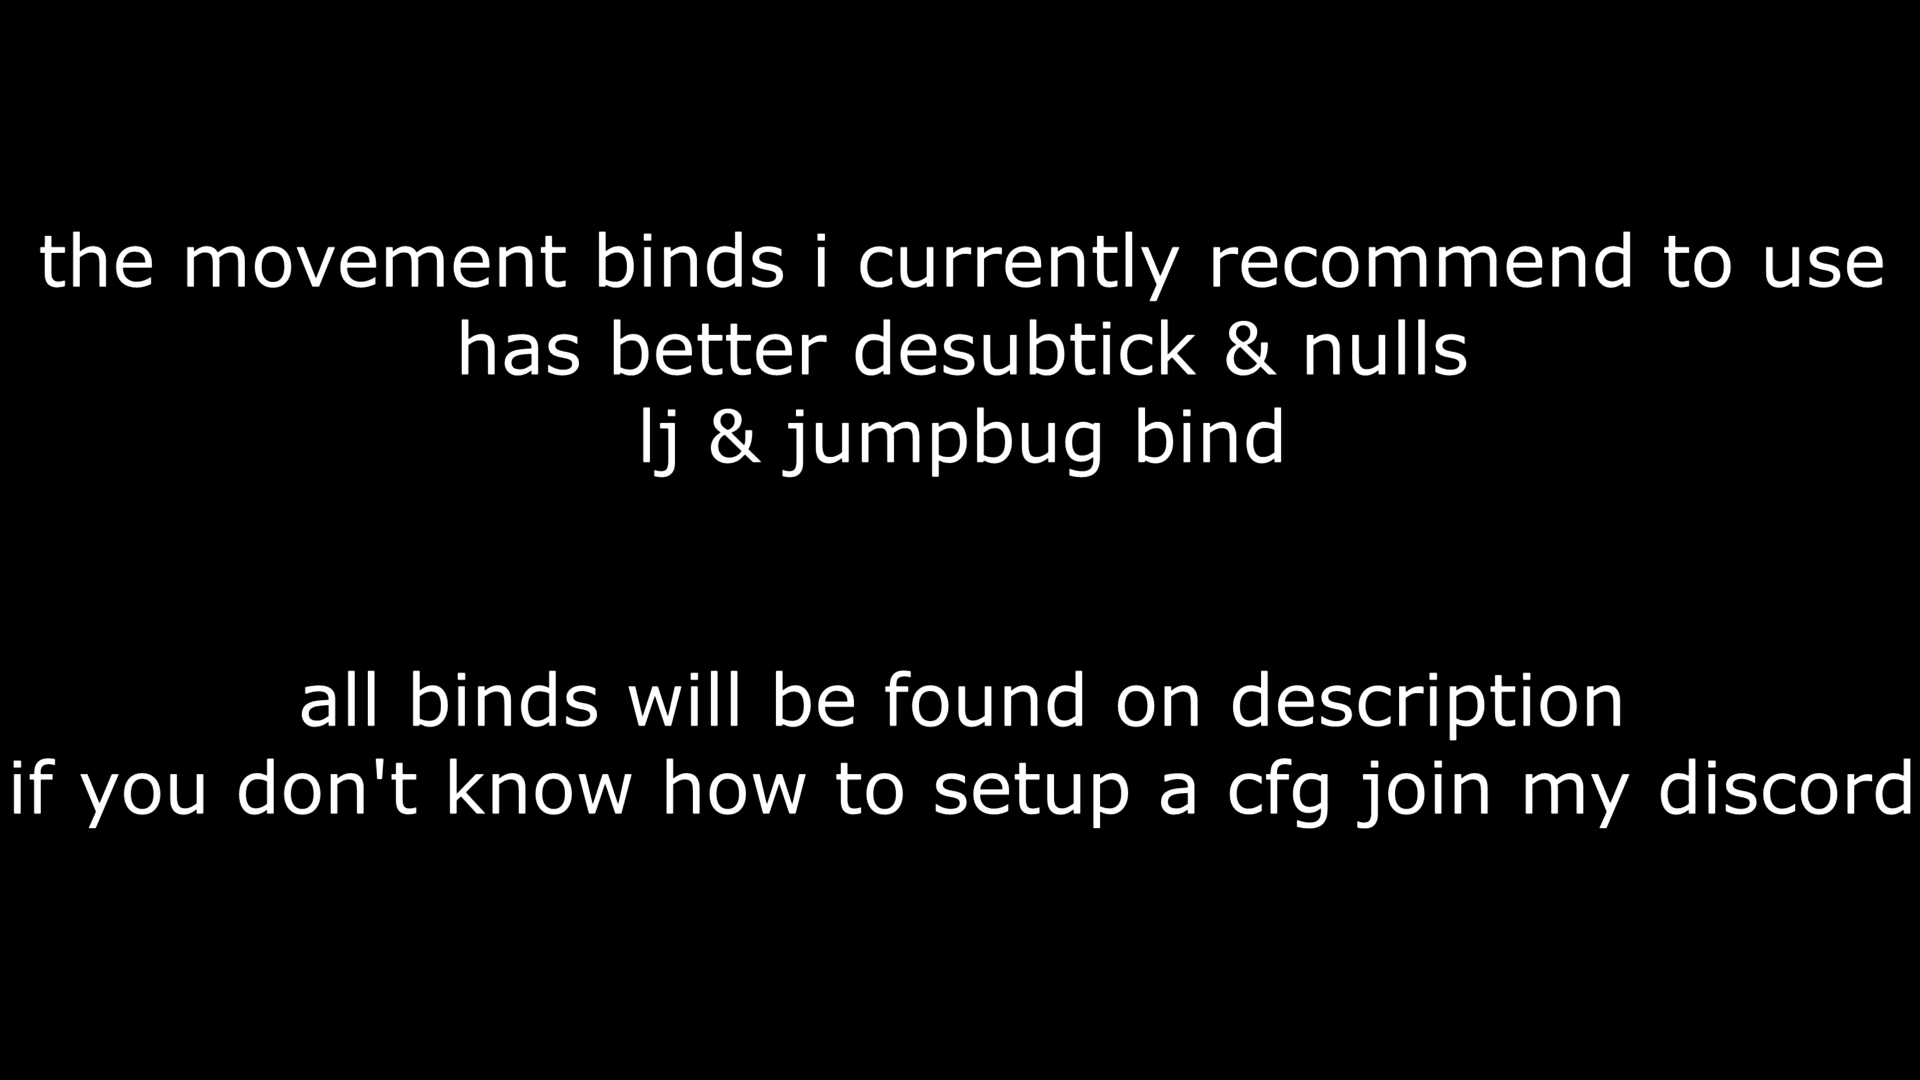 the movement binds i currently recommend to use
has better desubtick & nulls
lj & jumpbug bind
all binds will be found on description
if you don't know how to setup a cfg join my discord